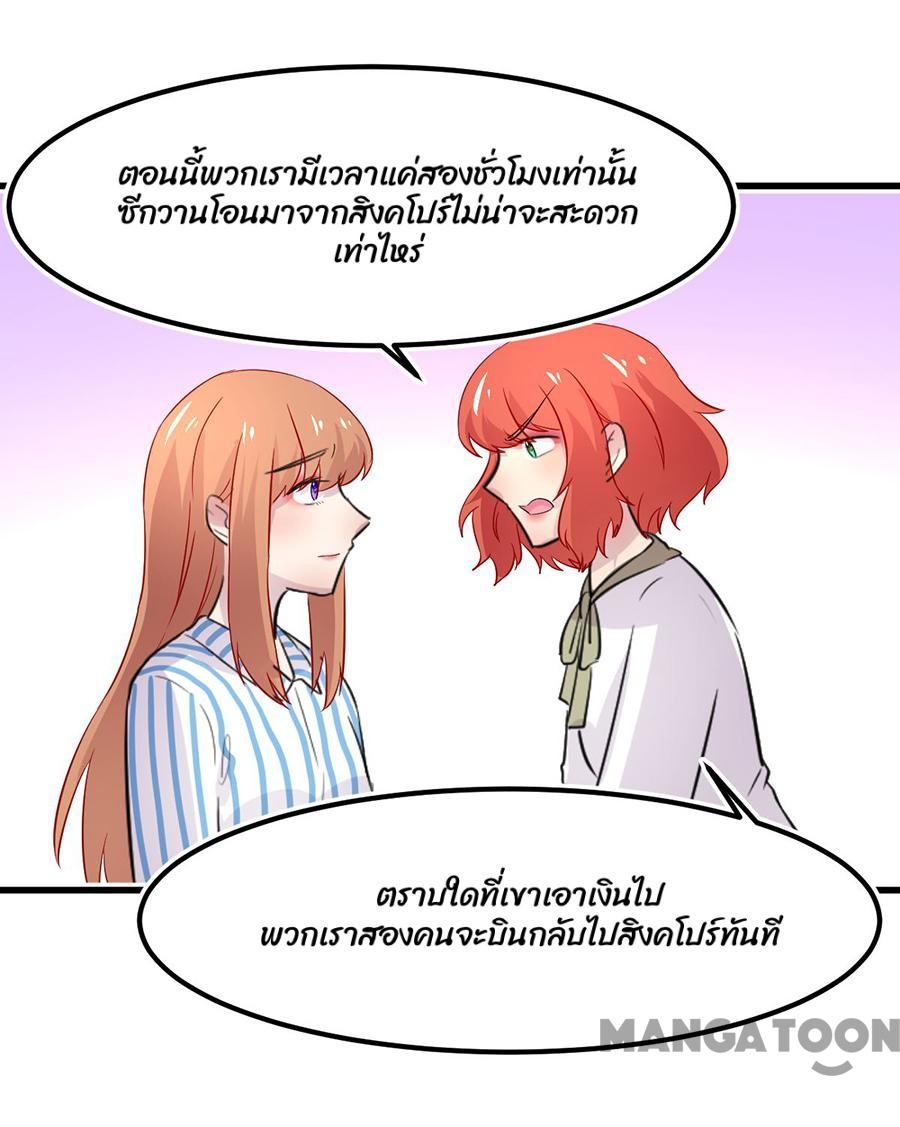 ตอนนี้พวกเรามีเวลาแค่สองชั่วโมงเท่านั้น
ซีกวานโอนมาจากสิงคโปร์ไม่น่าจะสะดวก
เท่าไหร่
ตราบใดที่เขาเอาเงินไป
พวกเราสองคนจะบินกลับไปสิงคโปร์ทันที
MANGATOON